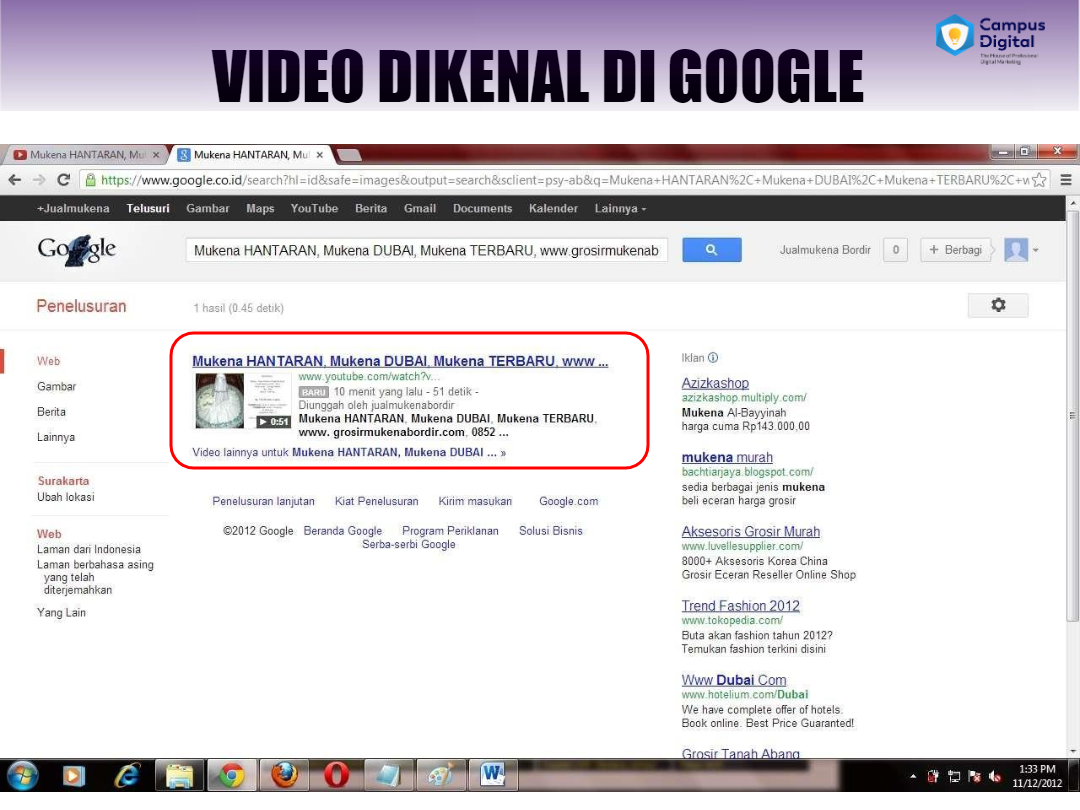 Campus
Digital
The House of Professional
Digital Marketing
VIDEO DIKENAL DI GOOGLE
Mukena HANTARAN, Mu
Mukena HANTARAN, Mu
https://www.google.co.id/search?hl=id&safe=images&output=search&sclient=psy-ab&q=Mukena+HANTARAN%2C+Mukena+DUBAI%2C+Mukena+TERBARU%2C+w
+Jualmukena Telusuri Gambar Maps YouTube Berita Gmail Documents Kalender Lainnya
Google
Mukena HANTARAN, Mukena DUBAI, Mukena TERBARU, www.grosirmukenab
Jualmukena Bordir 0 + Berbagi
Penelusuran
1 hasil (0.45 detik)
Web
Gambar
Berita
Lainnya
Surakarta
Ubah lokasi
Web
Laman dari Indonesia
Laman berbahasa asing
yang telah
diterjemahkan
Yang Lain
Mukena HANTARAN, Mukena DUBAI, Mukena TERBARU, www ...
www.youtube.com/watch?v...
BARU 10 menit yang lalu - 51 detik -
Diunggah oleh jualmukenabordir
Mukena HANTARAN, Mukena DUBAI, Mukena TERBARU,
www. grosirmukenabordir.com, 0852 ...
0:51
Video lainnya untuk Mukena HANTARAN, Mukena DUBAI ... »
Penelusuran lanjutan Kiat Penelusuran Kirim masukan Google.com
©2012 Google Beranda Google Program Periklanan Solusi Bisnis
Serba-serbi Google
Iklan
Azizkashop
azizkashop.multiply.com/
Mukena Al-Bayyinah
harga cuma Rp143.000,00
mukena murah
bachtiarjaya.blogspot.com/
sedia berbagai jenis mukena
beli eceran harga grosir
Aksesoris Grosir Murah
www.luvellesupplier.com/
8000+ Aksesoris Korea China
Grosir Eceran Reseller Online Shop
Trend Fashion 2012
www.tokopedia.com/
Buta akan fashion tahun 2012?
Temukan fashion terkini disini
Www Dubai Com
www.hotelium.com/Dubai
We have complete offer of hotels.
Book online. Best Price Guaranted!
Grosir Tanah Abang
1:33 PM
11/12/2012